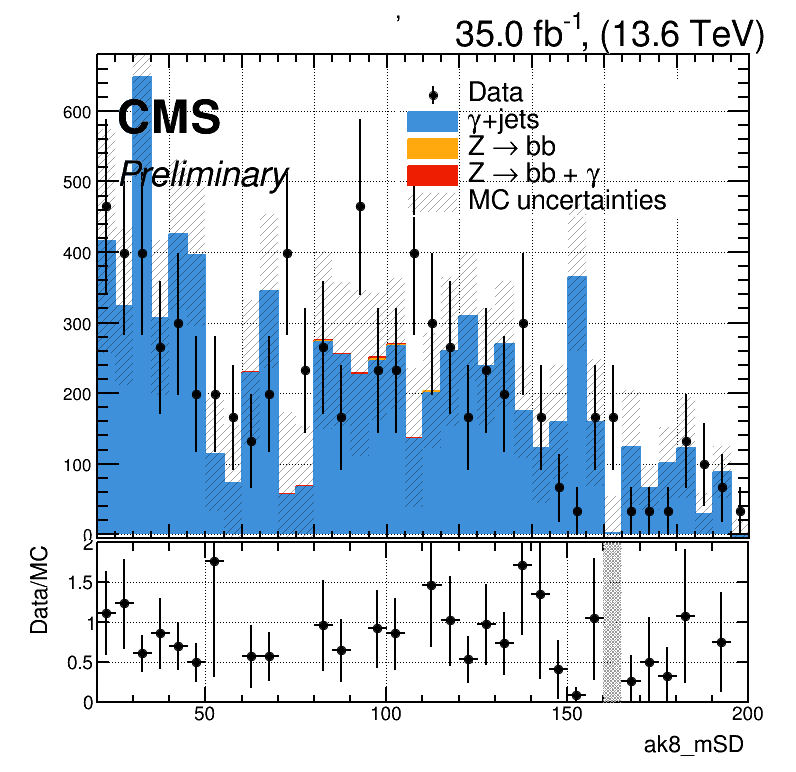 ,
35.0 fb-1, (13.6 TeV)
CMS
Preliminary
Data
γ+jets
Z → bb
Z → bb + γ
MC uncertainties
600
500
400
300
200
100
0
Data/MC
2
1.5
1
0.5
0
50 100 150 200
ak8_mSD